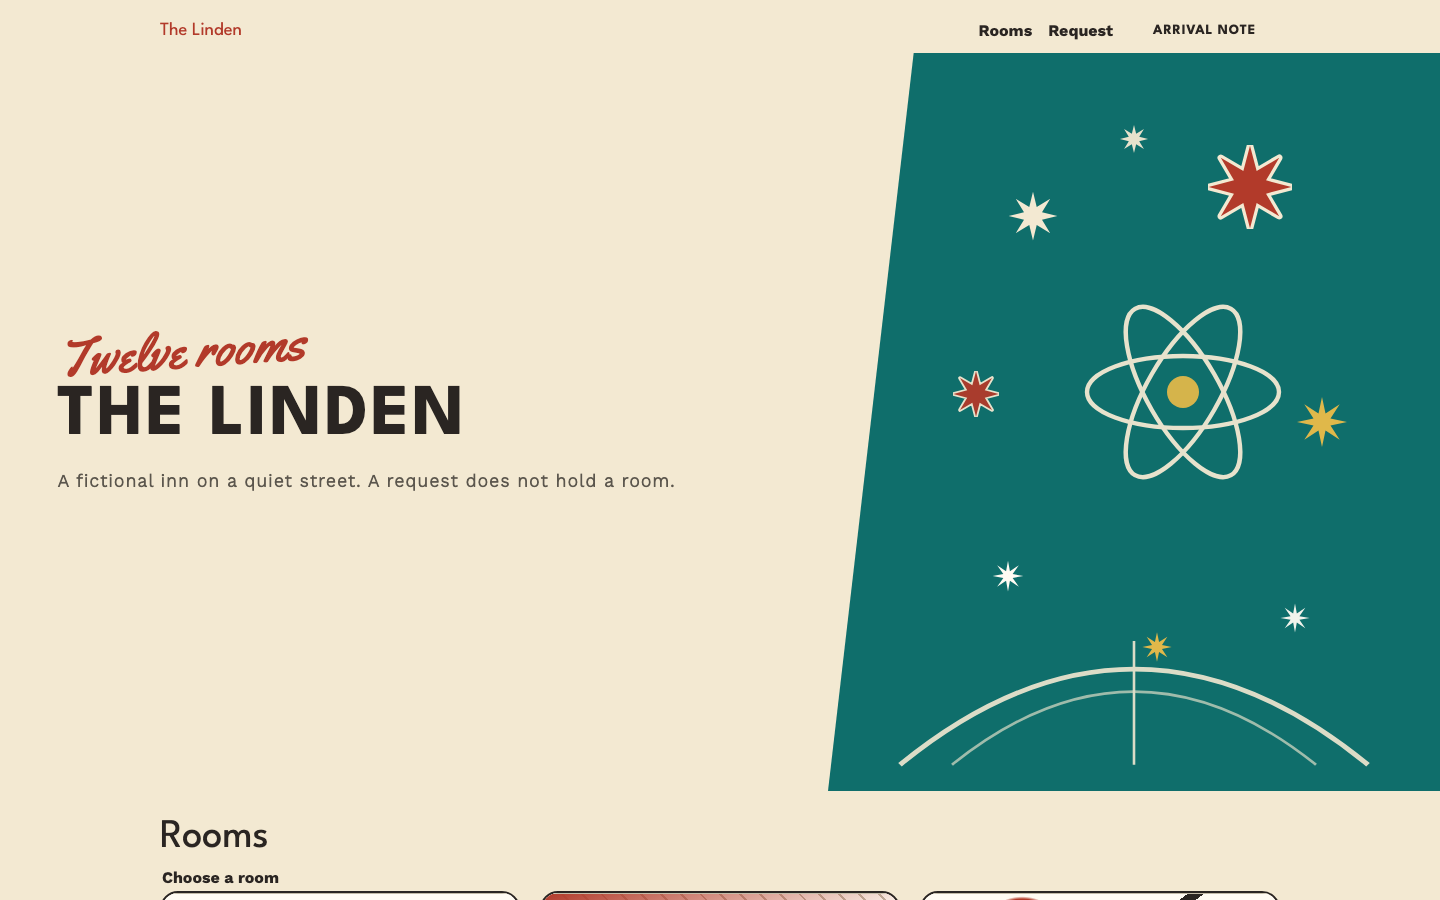 The Linden
Rooms Request ARRIVAL NOTE
Twelve rooms
THE LINDEN
A fictional inn on a quiet street. A request does not hold a room.
Rooms
Choose a room